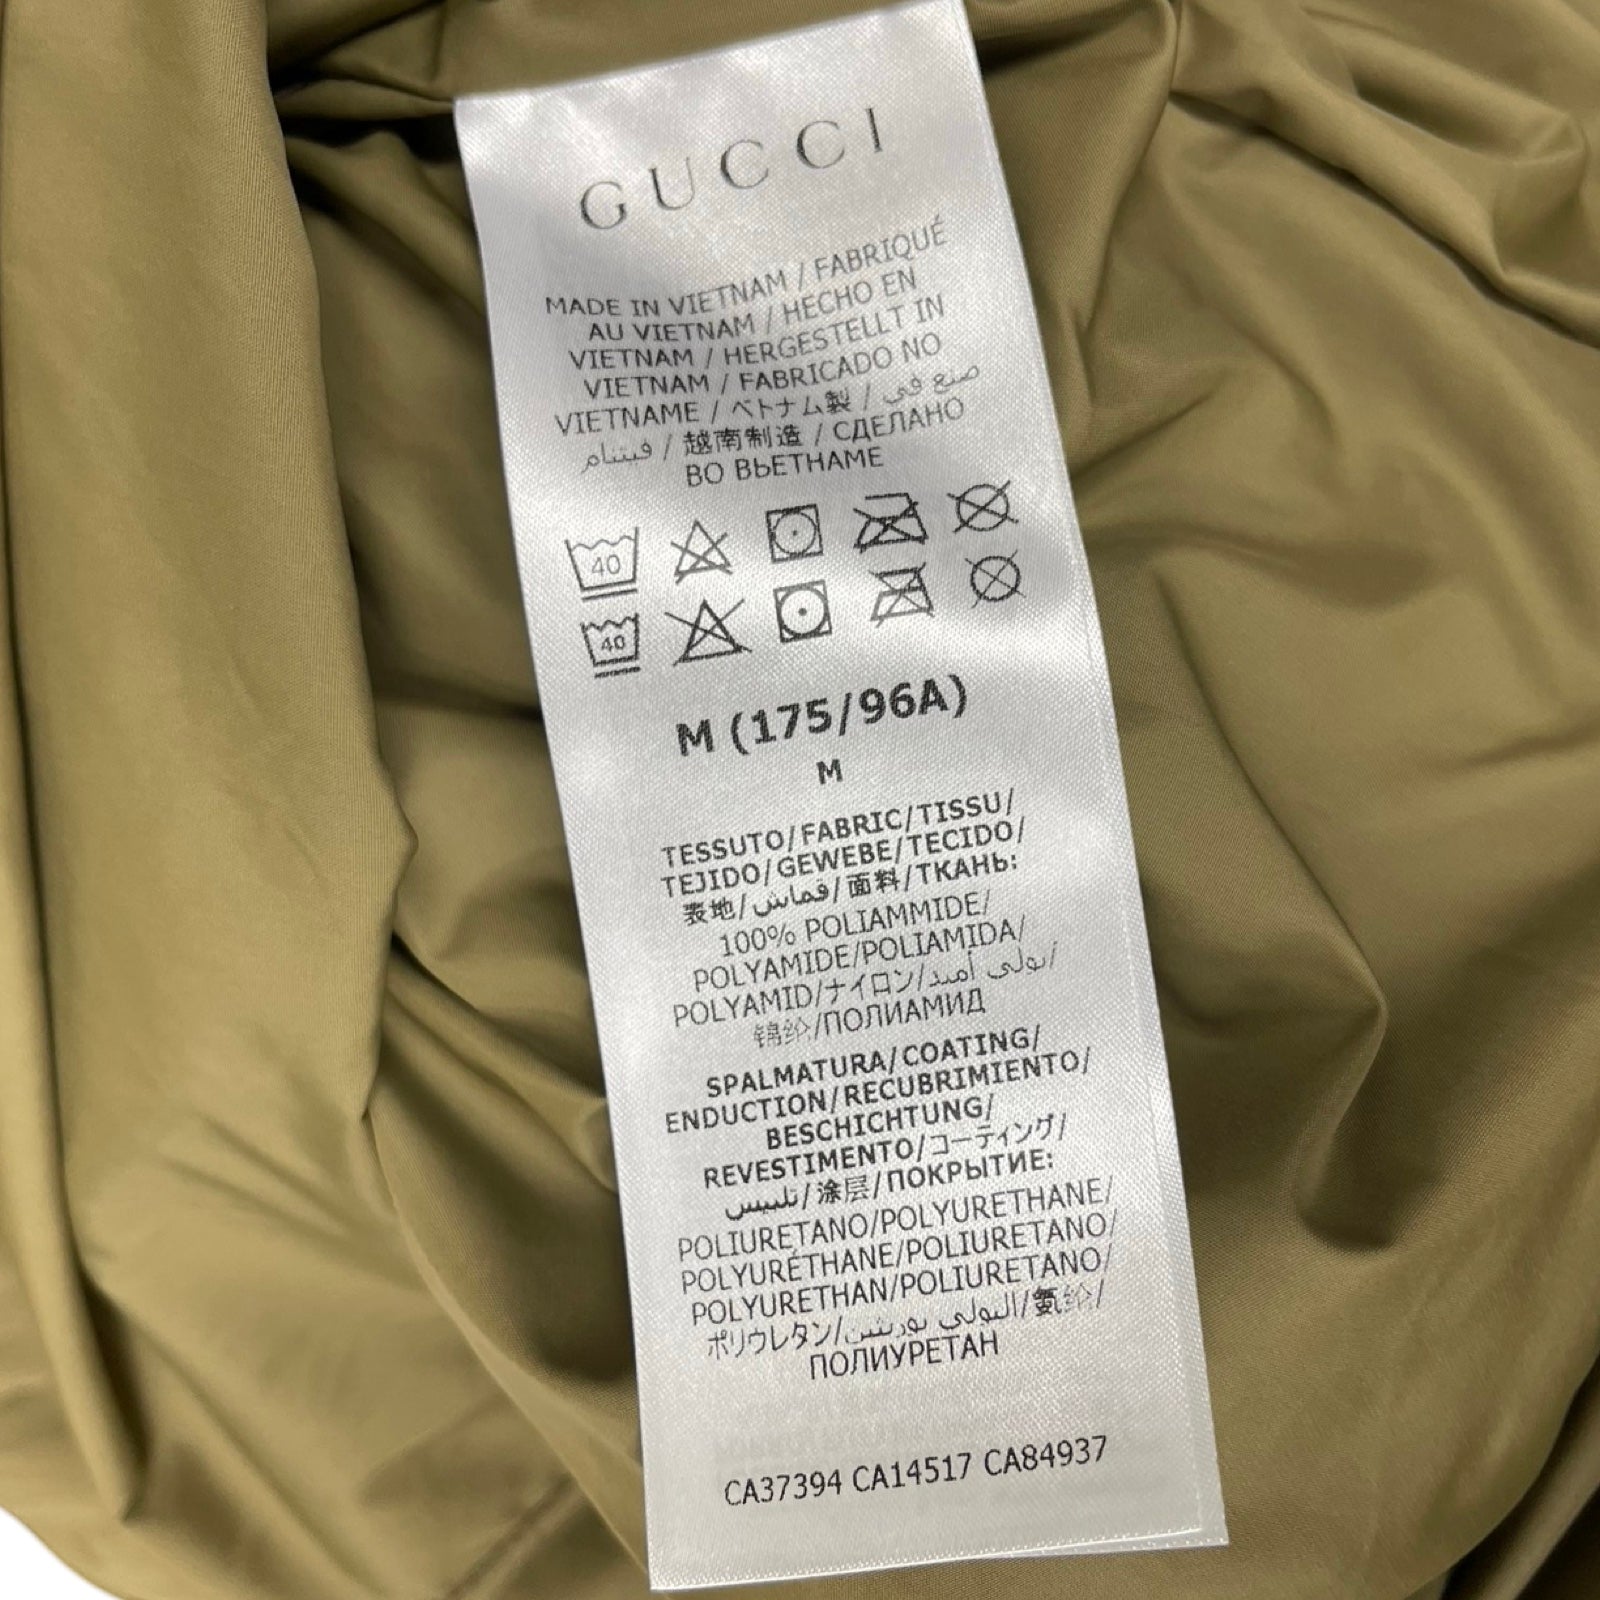 GUCCI
MADE IN VIETNAM / FABRIQUÉ
AU VIETNAM / HECHO EN
VIETNAM / HERGESTELLT IN
VIETNAM / FABRICADO NO
VIETNAME / ベトナム製 / صنع في
فيتنام / 越南制造 / СДЕЛАНО
ВО ВЬЕТНАМЕ
40
40
M (175/96A)
M
TESSUTO/FABRIC/TISSU/
TEJIDO/GEWEBE/TECIDO/
表地/قماش/面料/ТКАНЬ:
100% POLIAMMIDE/
POLYAMIDE/POLIAMIDA/
POLYAMID/ナイロン/بولي أميد/
锦纶/ПОЛИАМИД
SPALMATURA/COATING/
ENDUCTION/RECUBRIMIENTO/
BESCHICHTUNG/
REVESTIMENTO/コーティング/
تلبيس/涂层/ПОКРЫТИЕ:
POLIURETANO/POLYURETHANE/
POLYURÉTHANE/POLIURETANO/
POLYURETHAN/POLIURETANO/
ポリウレタン/البولي يوريثين/氨纶/
ПОЛИУРЕТАН
CA37394 CA14517 CA84937